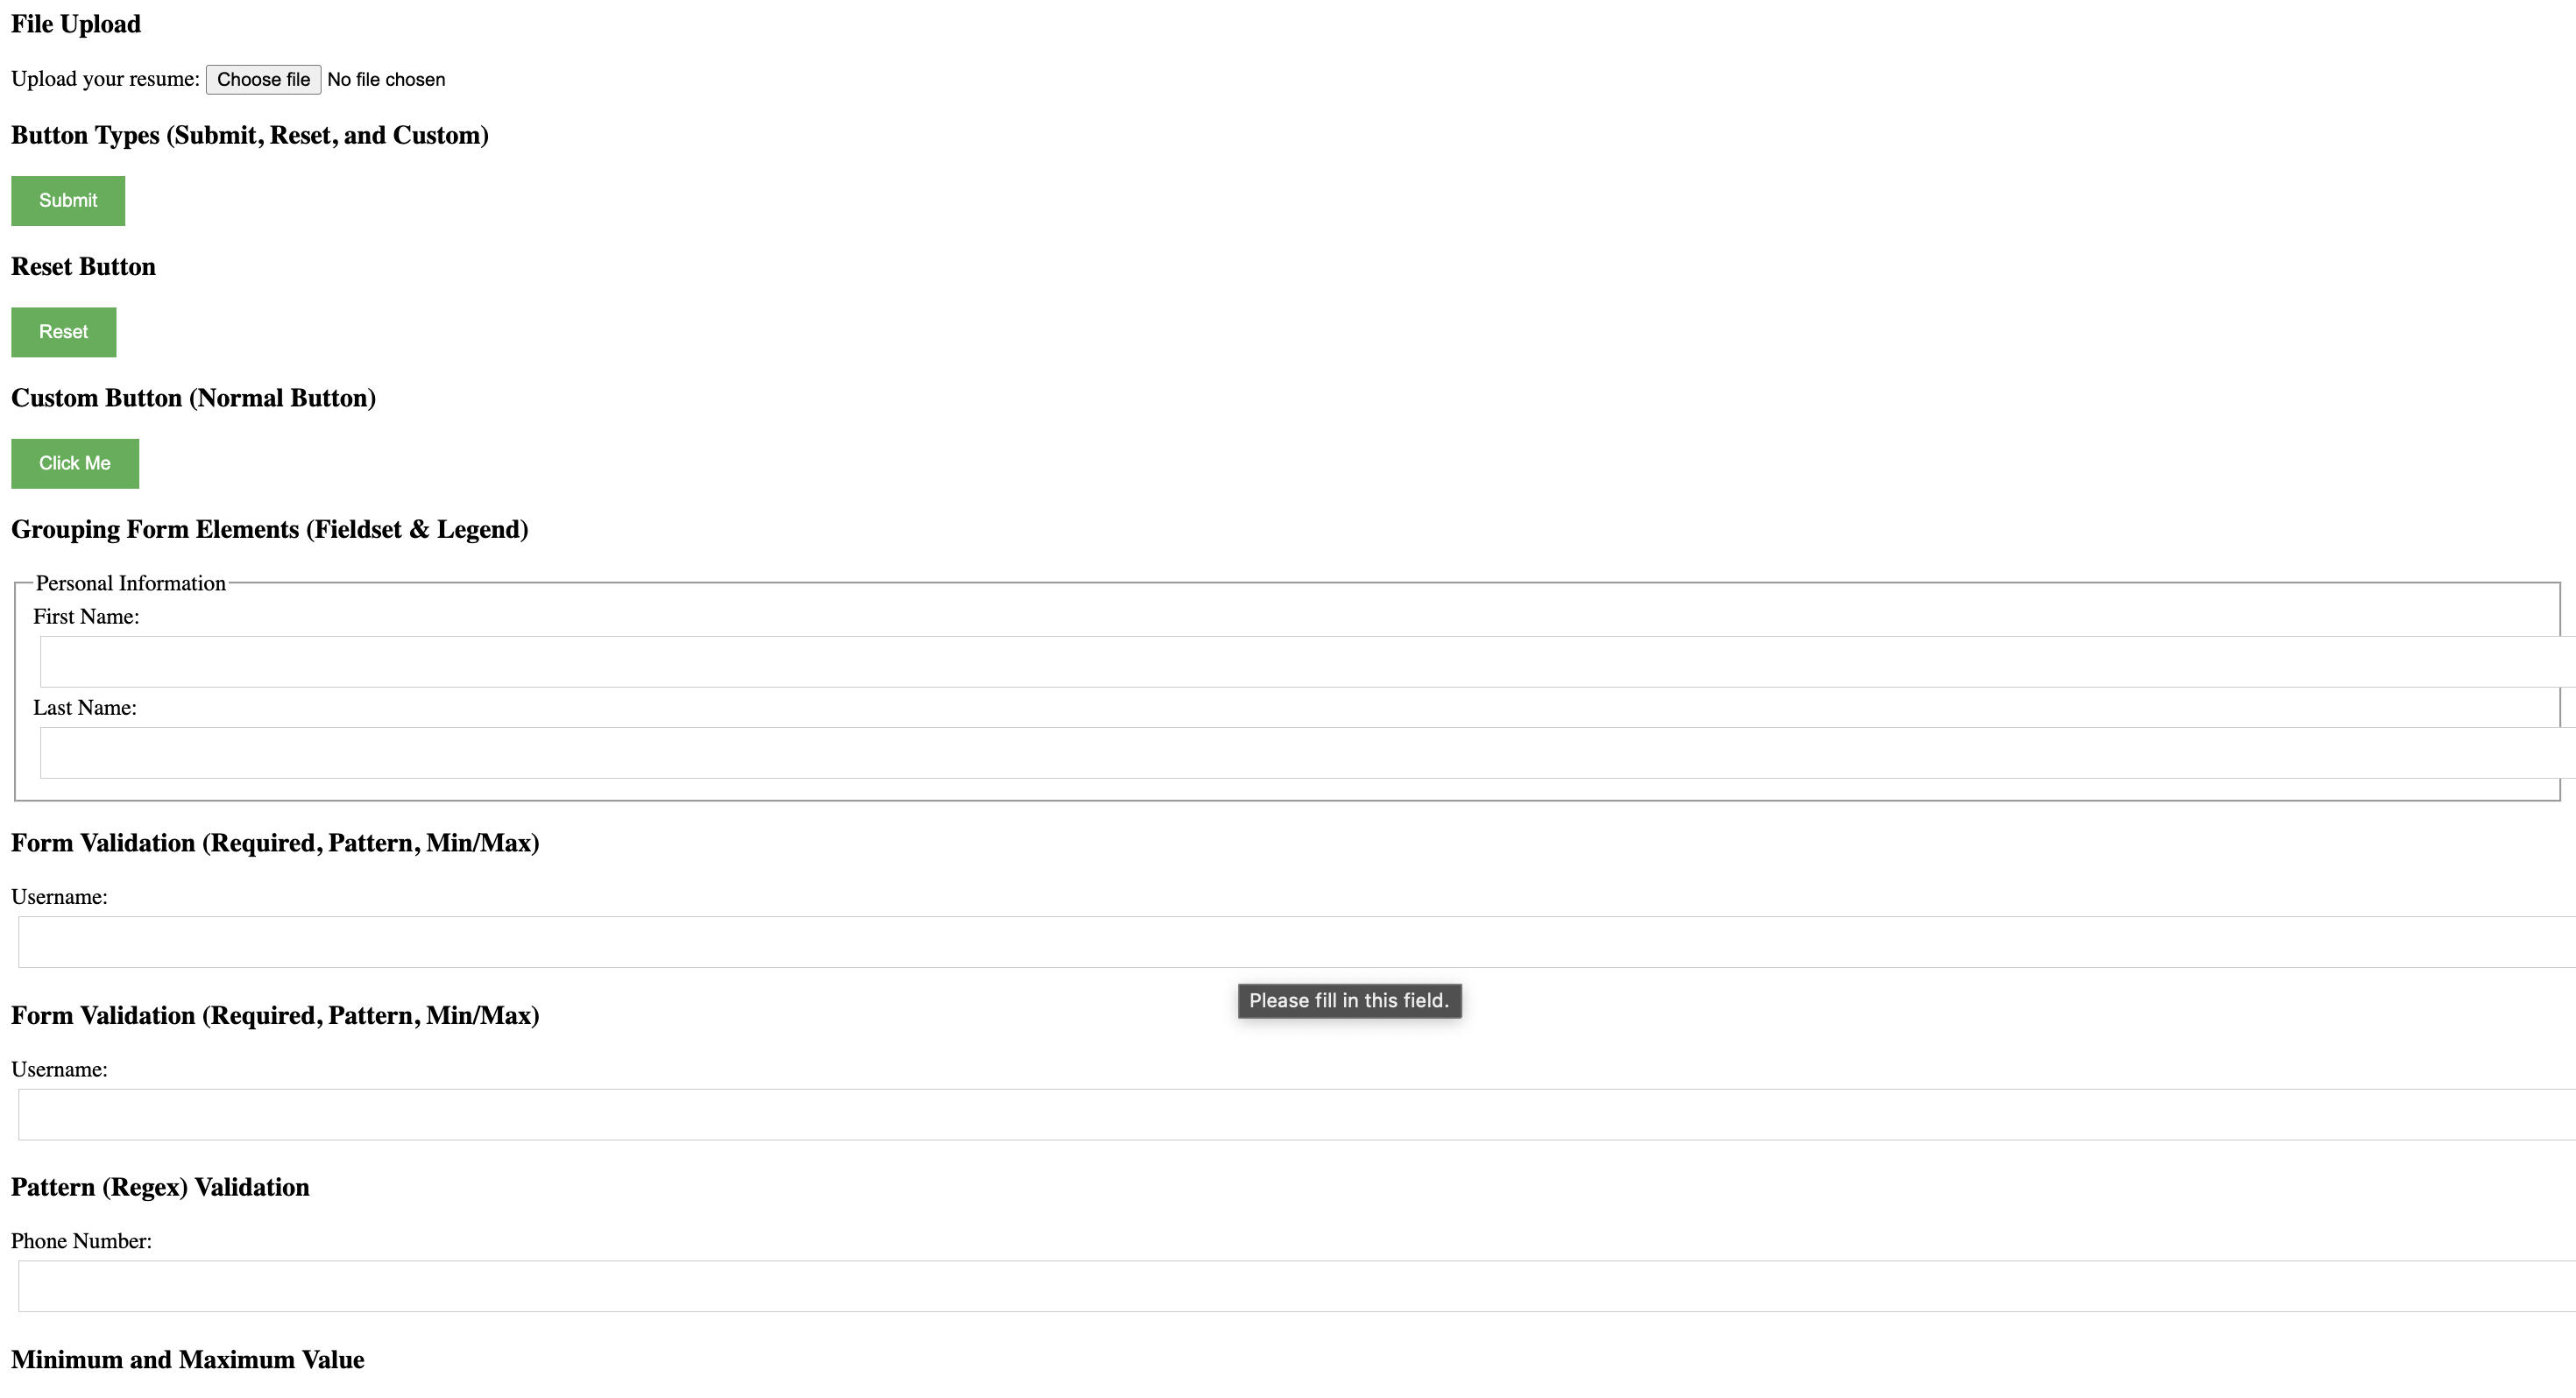 File Upload
Upload your resume: Choose file No file chosen
Button Types (Submit, Reset, and Custom)
Submit
Reset Button
Reset
Custom Button (Normal Button)
Click Me
Grouping Form Elements (Fieldset & Legend)
Personal Information
First Name:
Last Name:
Form Validation (Required, Pattern, Min/Max)
Username:
Please fill in this field.
Form Validation (Required, Pattern, Min/Max)
Username:
Pattern (Regex) Validation
Phone Number:
Minimum and Maximum Value